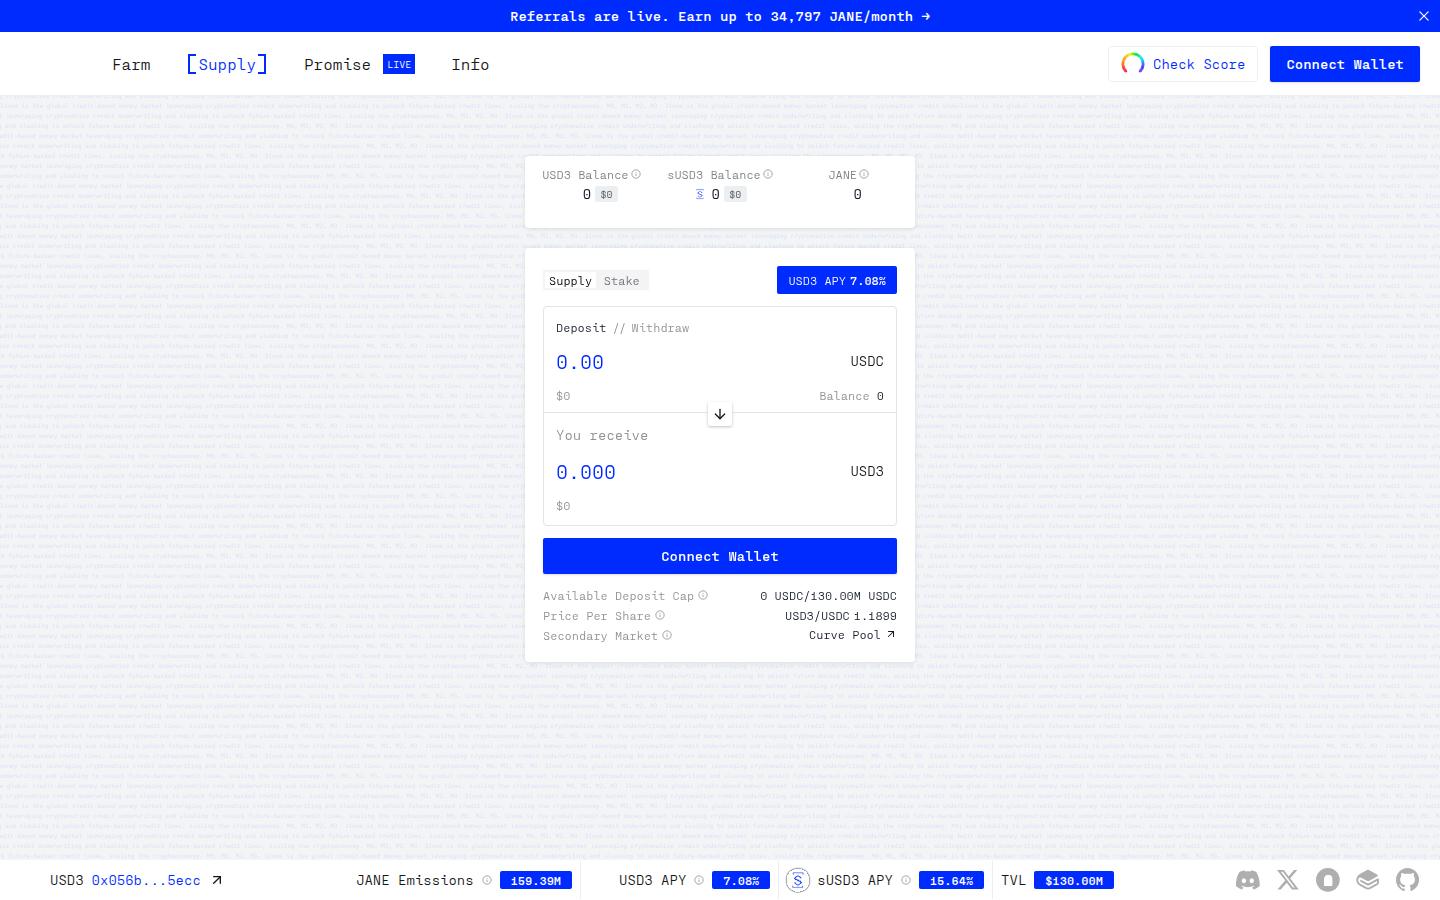 Referrals are live. Earn up to 34,797 JANE/month →
Farm
[Supply]
Promise LIVE
Info
Check Score
Connect Wallet
USD3 Balance
sUSD3 Balance
JANE
0 $0
0 $0
0
Supply Stake
USD3 APY 7.08%
Deposit // Withdraw
0.00
USDC
$0
Balance 0
You receive
0.000
USD3
$0
Connect Wallet
Available Deposit Cap
0 USDC/130.00M USDC
Price Per Share
USD3/USDC 1.1899
Secondary Market
Curve Pool
USD3 0x056b...5ecc
JANE Emissions 159.39M
USD3 APY 7.08%
sUSD3 APY 15.64%
TVL $130.00M